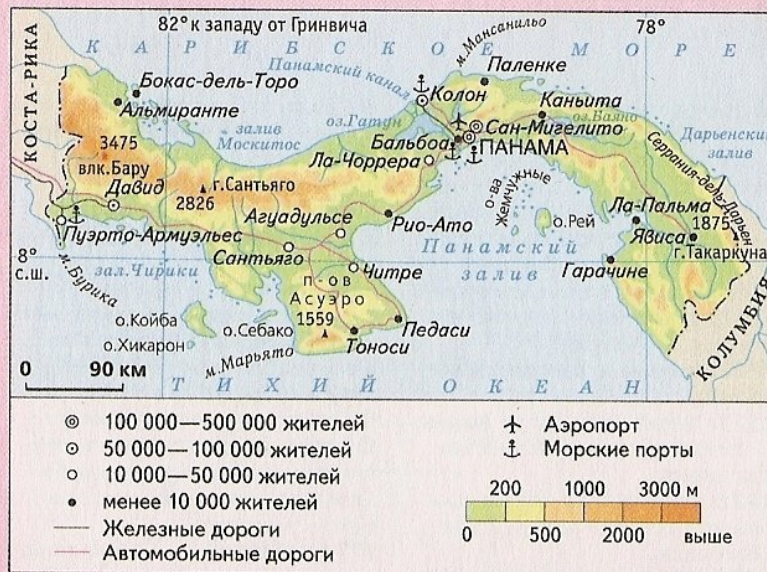 82° к западу от Гринвича
78°
КАРИБСКОЕ МОРЕ
м.Мансанильо
Панамский канал
Паленке
Бокас-дель-Торо
Колон
Альмиранте
Каньита
КОСТА-РИКА
залив
Москитос
оз.Гатун
оз.Баяно
Сан-Мигелито
Бальбоа
ПАНАМА
Дарьенский
залив
3475
влк.Бару
Ла-Чоррера
Серрания-дель-Дарьен
Давид
г.Сантьяго
2826
о-ва
Жемчужные
Ла-Пальма
Агуадульсе
Рио-Ато
о.Рей
1875
Пуэрто-Армуэльес
Явиса
г.Такаркуна
Сантьяго
Панамский
залив
8°
с.ш.
м.Бурика
зал.Чирики
Читре
Гарачине
п-ов
Асуэро
1559
о.Койба
о.Себако
Педаси
о.Хикарон
м.Марьято
Тоноси
КОЛУМБИЯ
0 90 км
ТИХИЙ ОКЕАН
100 000—500 000 жителей
50 000—100 000 жителей
10 000—50 000 жителей
менее 10 000 жителей
Железные дороги
Автомобильные дороги
Аэропорт
Морские порты
200 1000 3000 м
0 500 2000 выше